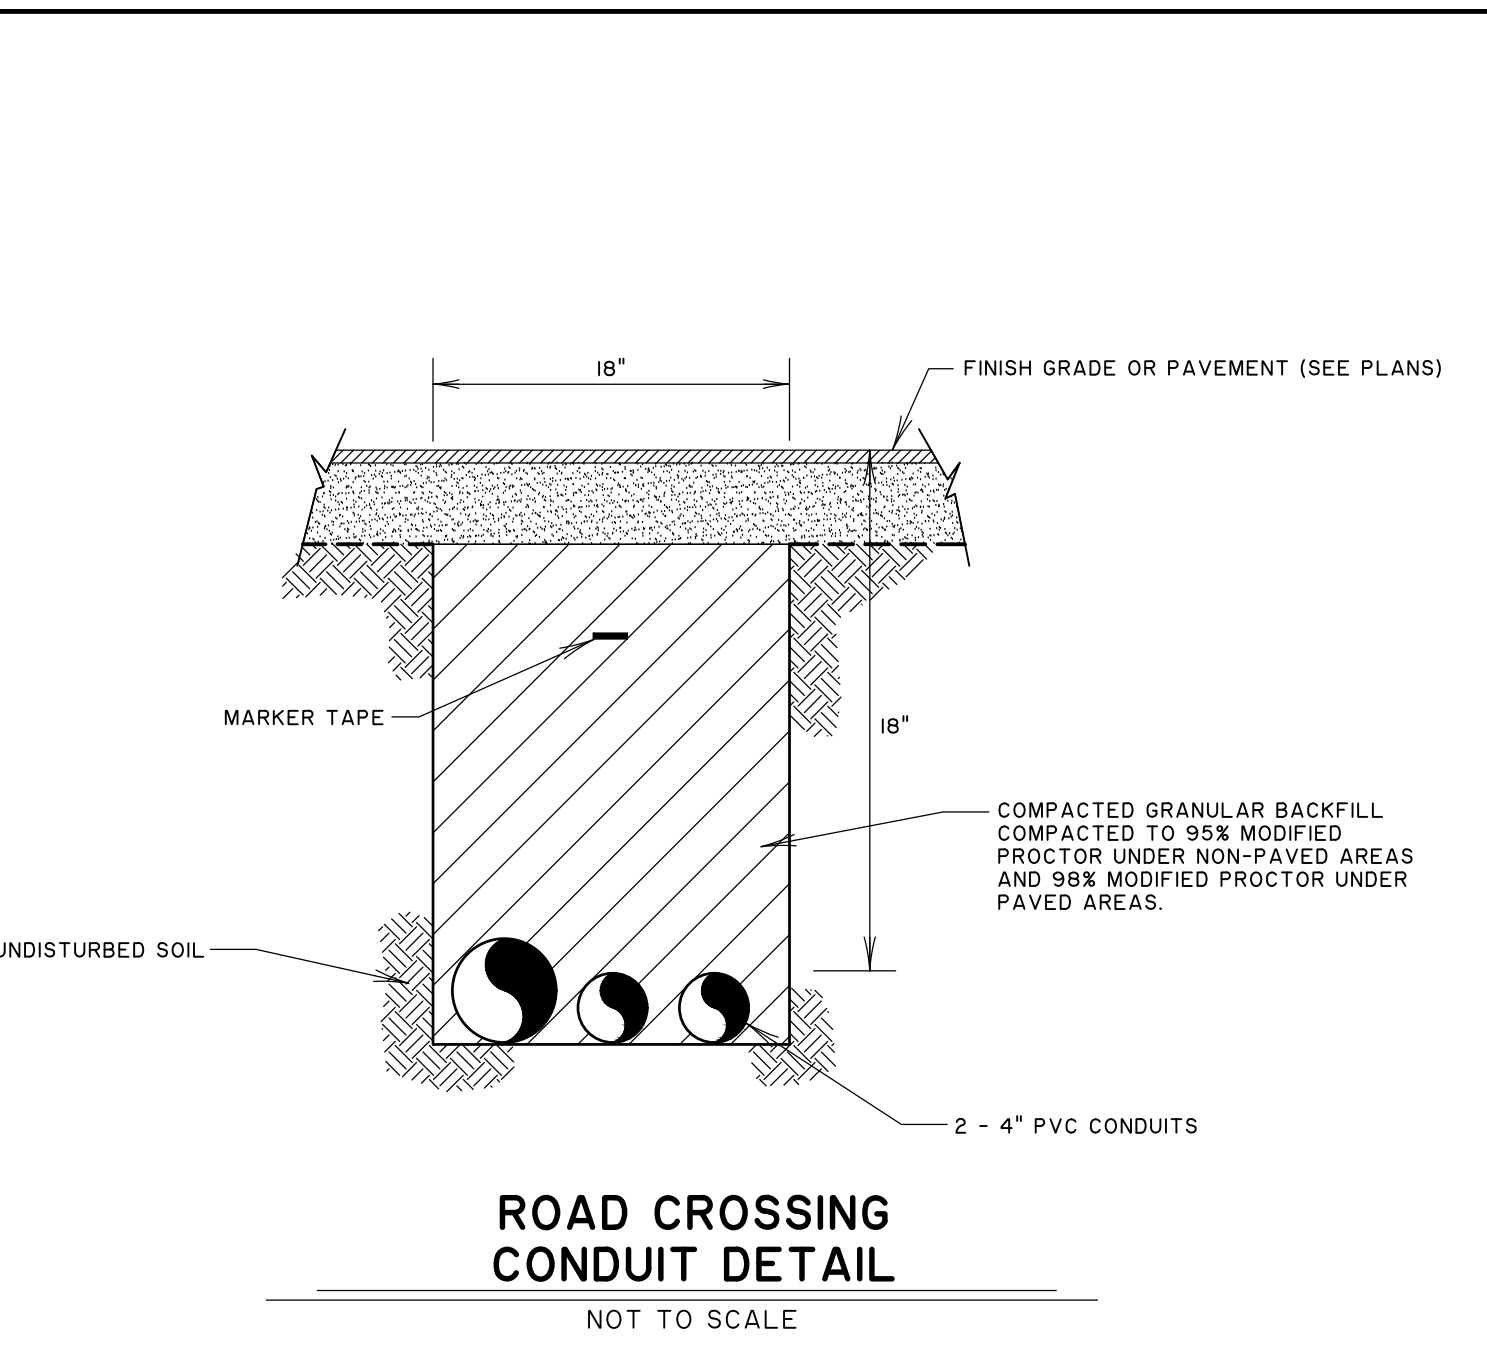 18"
FINISH GRADE OR PAVEMENT (SEE PLANS)
MARKER TAPE
18"
COMPACTED GRANULAR BACKFILL
COMPACTED TO 95% MODIFIED
PROCTOR UNDER NON-PAVED AREAS
AND 98% MODIFIED PROCTOR UNDER
PAVED AREAS.
UNDISTURBED SOIL
2 - 4" PVC CONDUITS
ROAD CROSSING
CONDUIT DETAIL
NOT TO SCALE